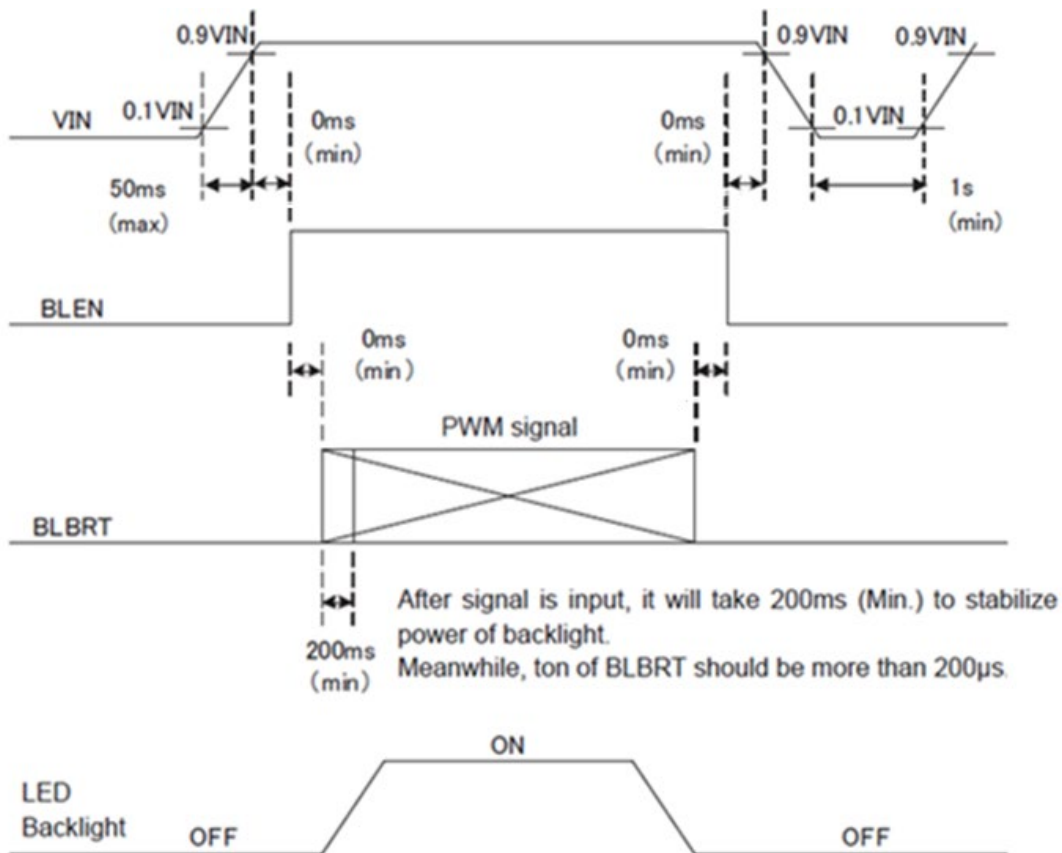 0.9VIN
0.9VIN
0.9VIN
VIN
0.1VIN
0ms
(min)
0ms
(min)
0.1VIN
50ms
(max)
1s
(min)
BLEN
0ms
(min)
0ms
(min)
PWM signal
BLBRT
200ms
(min)
After signal is input, it will take 200ms (Min.) to stabilize
power of backlight.
Meanwhile, ton of BLBRT should be more than 200μs.
ON
LED
Backlight
OFF
OFF